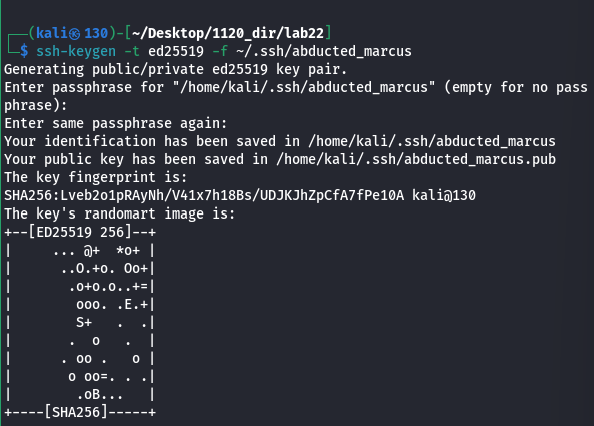 ┌──(kali㉿130)-[~/Desktop/1120_dir/lab22]
└─$ ssh-keygen -t ed25519 -f ~/.ssh/abducted_marcus
Generating public/private ed25519 key pair.
Enter passphrase for "/home/kali/.ssh/abducted_marcus" (empty for no pass
phrase):
Enter same passphrase again:
Your identification has been saved in /home/kali/.ssh/abducted_marcus
Your public key has been saved in /home/kali/.ssh/abducted_marcus.pub
The key fingerprint is:
SHA256:Lveb2o1pRAyNh/V41x7h18Bs/UDJKJhZpCfA7fPe10A kali@130
The key's randomart image is:
+--[ED25519 256]--+
|     ... @+  *o+ |
|      ..O.+o. Oo+|
|       .o+o.o..+=|
|        ooo. .E.+|
|        S+   .  .|
|       .  o   .  |
|      . oo .   o |
|       o oo=. . .|
|        .oB...   |
+----[SHA256]-----+